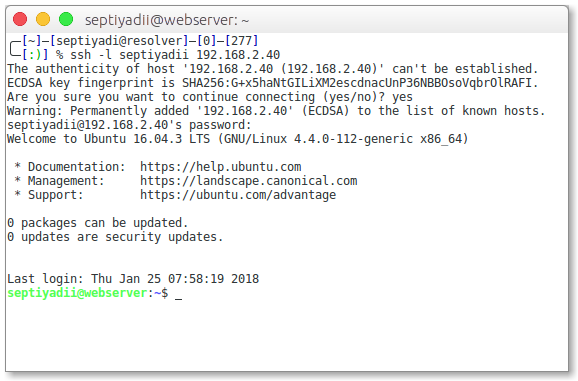 septiyadii@webserver: ~
┌─[~]─[septiyadi@resolver]─[0]─[277]
└─[:)] % ssh -l septiyadii 192.168.2.40
The authenticity of host '192.168.2.40 (192.168.2.40)' can't be established.
ECDSA key fingerprint is SHA256:G+x5haNtGILiXM2escdnacUnP36NBBOsoVqbrOlRAFI.
Are you sure you want to continue connecting (yes/no)? yes
Warning: Permanently added '192.168.2.40' (ECDSA) to the list of known hosts.
septiyadii@192.168.2.40's password:
Welcome to Ubuntu 16.04.3 LTS (GNU/Linux 4.4.0-112-generic x86_64)
 * Documentation:  https://help.ubuntu.com
 * Management:     https://landscape.canonical.com
 * Support:        https://ubuntu.com/advantage
0 packages can be updated.
0 updates are security updates.
Last login: Thu Jan 25 07:58:19 2018
septiyadii@webserver:~$ _